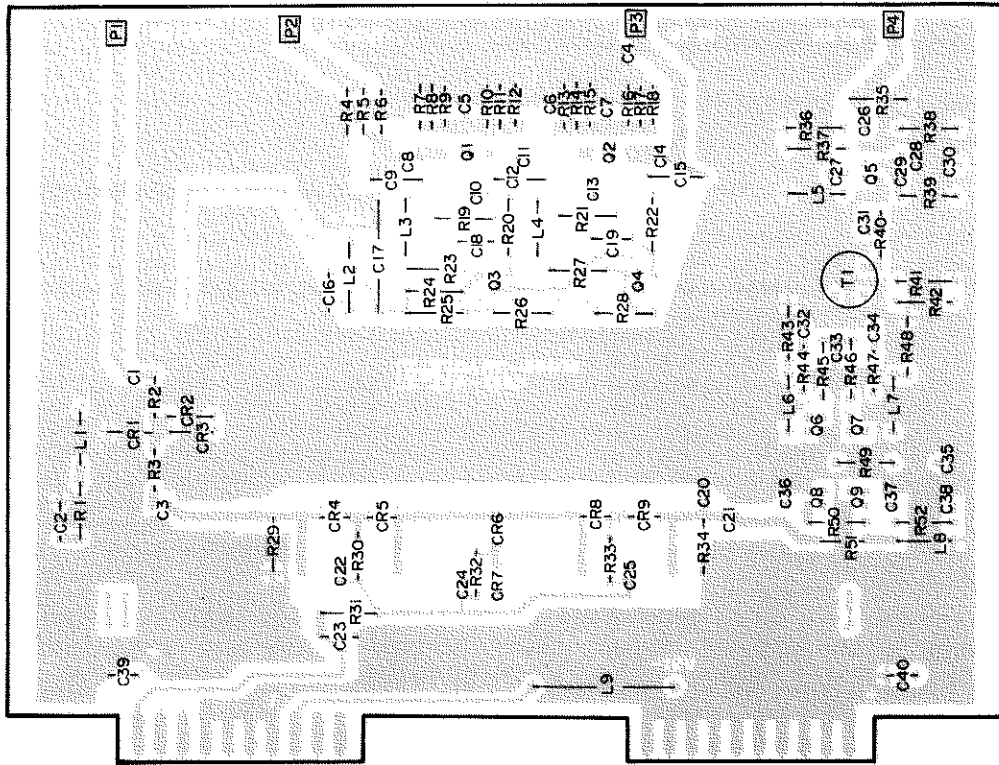 P1
P2
P3
P4
C4
-R4-
-R5-
-R6-
-R7-
-R8-
-R9-
C5
-R10-
-R11-
-R12-
C6
-R13-
-R14-
-R15-
C7
-R16-
-R17-
-R18-
C26
R35
R36
R37
R38
C27
C28
C9
C8
Q1
C11
Q2
C14
C15
Q5
C29
C30
C10
C12
C13
L5
R39
L3
R19
R20
L4
R21
R22
C31
R40-
C17
C18
C19
-C16-
L2
R24
R23
R25
Q3
R26
R27
Q4
R28
T1
R41
R42
-R43-
-R44-
C32
-R45-
C33
-R46-
-R47-
C34
-R48-
C1
-R2-
CR1
CR2
CR3
L1
-R3-
L6
Q6
Q7
L7
R49
-C2-
R1
C3
C36
Q8
Q9
C37
C38
C35
R50
R51
R52
L8
-R29-
CR4
CR5
CR6
CR8
CR9
C20
C21
-R34-
C22
-R30-
C24
-R32-
CR7
-R33-
C25
R31
C23
C39
L9
C40